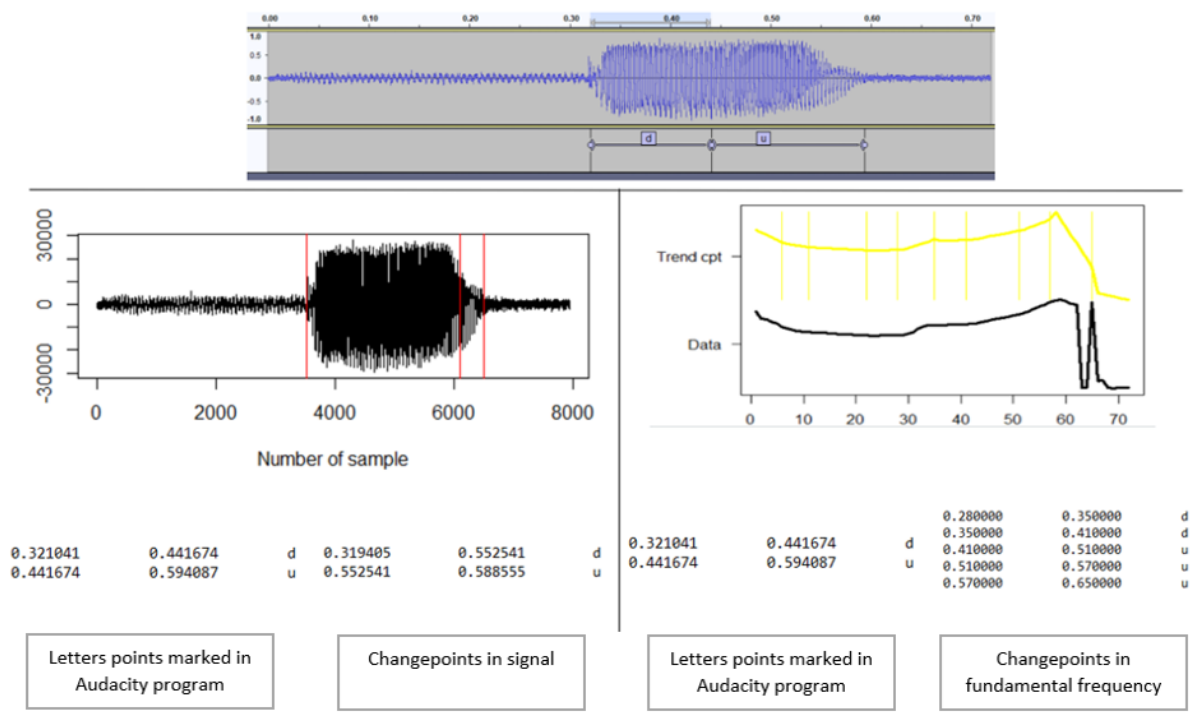 0.00 0.10 0.20 0.30 0.40 0.50 0.60 0.70
1.0
0.5
0.0
-0.5
-1.0
d u
30000
0
-30000
0 2000 4000 6000 8000
Number of sample
Trend cpt
Data
0 10 20 30 40 50 60 70
0.321041 0.441674 d
0.441674 0.594087 u
0.319405 0.552541 d
0.552541 0.588555 u
0.321041 0.441674 d
0.441674 0.594087 u
0.280000 0.350000 d
0.350000 0.410000 d
0.410000 0.510000 u
0.510000 0.570000 u
0.570000 0.650000 u
Letters points marked in
Audacity program
Changepoints in signal
Letters points marked in
Audacity program
Changepoints in
fundamental frequency